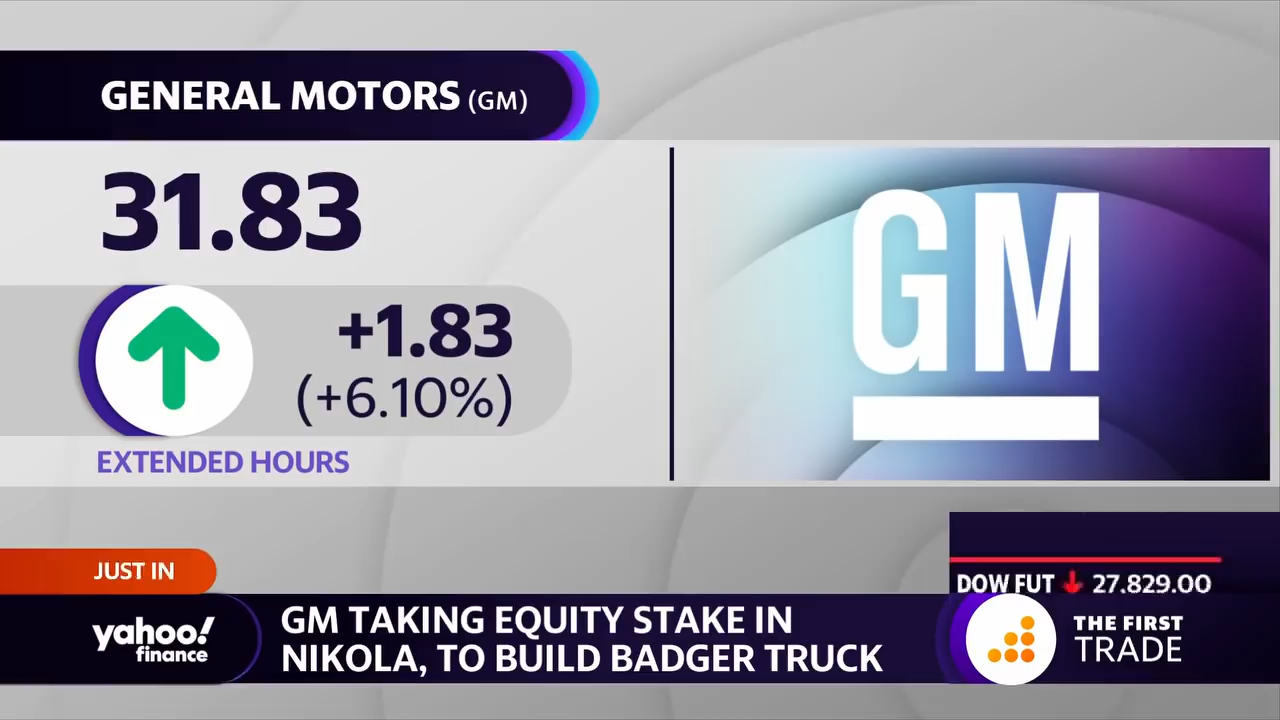 GENERAL MOTORS (GM)
31.83
+1.83
(+6.10%)
EXTENDED HOURS
GM
JUST IN
DOW FUT 27,829.00
yahoo!
finance
GM TAKING EQUITY STAKE IN
NIKOLA, TO BUILD BADGER TRUCK
THE FIRST
TRADE